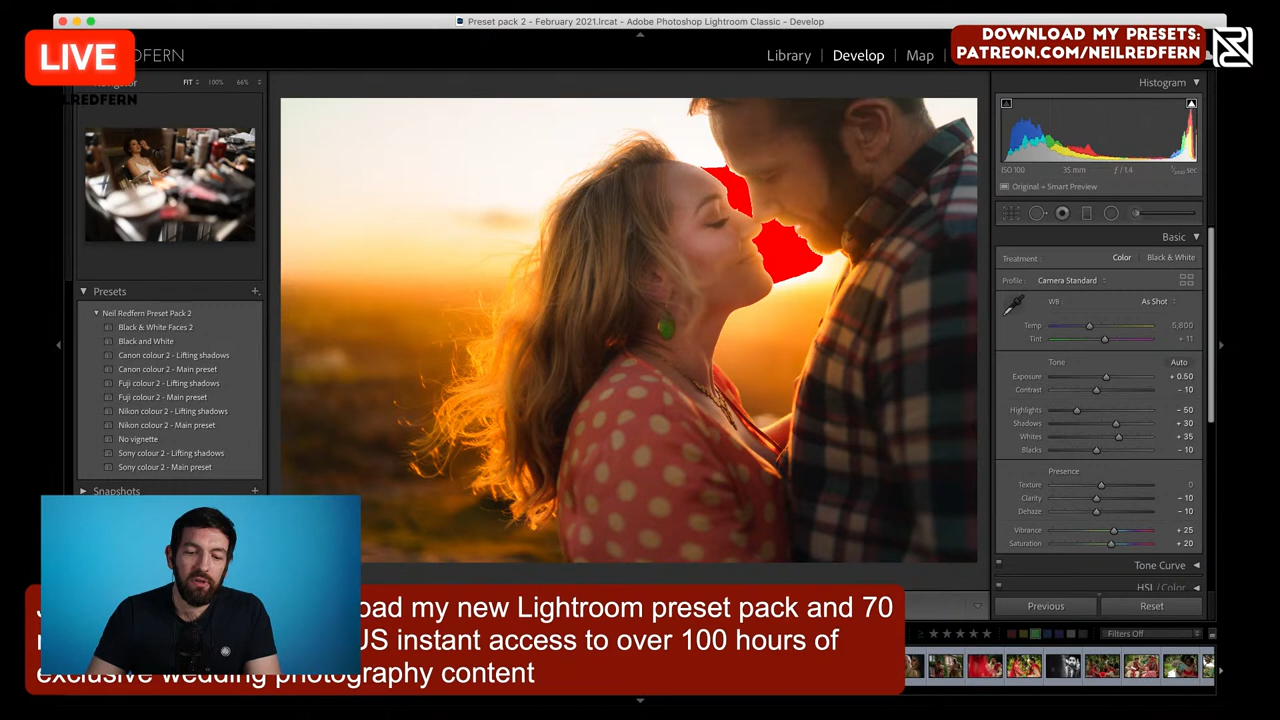 Preset pack 2 - February 2021.lrcat - Adobe Photoshop Lightroom Classic - Develop
LIVE
REDFERN
Library | Develop | Map |
DOWNLOAD MY PRESETS:
PATREON.COM/NEILREDFERN
Navigator
FIT
100%
66%
REDFERN
Histogram
ISO 100
35 mm
ƒ / 1.4
sec
Original + Smart Preview
Presets
Neil Redfern Preset Pack 2
Black & White Faces 2
Black and White
Canon colour 2 - Lifting shadows
Canon colour 2 - Main preset
Fuji colour 2 - Lifting shadows
Fuji colour 2 - Main preset
Nikon colour 2 - Lifting shadows
Nikon colour 2 - Main preset
No vignette
Sony colour 2 - Lifting shadows
Sony colour 2 - Main preset
Snapshots
Basic
Treatment : Color Black & White
Profile : Camera Standard
WB: As Shot
Temp 5,800
Tint + 11
Tone Auto
Exposure + 0.50
Contrast - 10
Highlights - 50
Shadows + 30
Whites + 35
Blacks - 10
Presence
Texture 0
Clarity - 10
Dehaze - 10
Vibrance + 25
Saturation + 20
Tone Curve
HSL / Color
Previous Reset
Filters Off
my new Lightroom preset pack and 70
instant access to over 100 hours of
exclusive wedding photography content